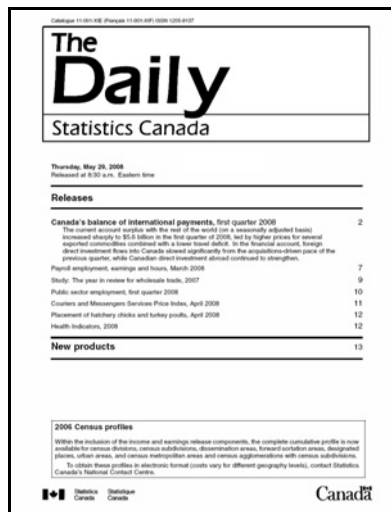 Catalogue 11-001-XIE (Français 11-001-XIF) ISSN 1205-9137
The
Daily
Statistics Canada
Thursday, May 29, 2008
Released at 8:30 a.m. Eastern time
Releases
Canada's balance of international payments, first quarter 2008 2
The current account surplus with the rest of the world (on a seasonally adjusted basis)
increased sharply to $5.6 billion in the first quarter of 2008, led by higher prices for several
exported commodities combined with a lower travel deficit. In the financial account, foreign
direct investment flows into Canada slowed significantly from the acquisitions-driven pace of the
previous quarter, while Canadian direct investment abroad continued to strengthen.
Payroll employment, earnings and hours, March 2008 7
Study: The year in review for wholesale trade, 2007 9
Public sector employment, first quarter 2008 10
Couriers and Messengers Services Price Index, April 2008 11
Placement of hatchery chicks and turkey poults, April 2008 12
Health Indicators, 2008 12
New products 13
2006 Census profiles
Within the inclusion of the income and earnings release components, the complete cumulative profile is now
available for census divisions, census subdivisions, dissemination areas, forward sortation areas, designated
places, urban areas, and census metropolitan areas and census agglomerations with census subdivisions.
To obtain these profiles in electronic format (costs vary for different geography levels), contact Statistics
Canada's National Contact Centre.
Statistics Statistique
Canada Canada
Canada